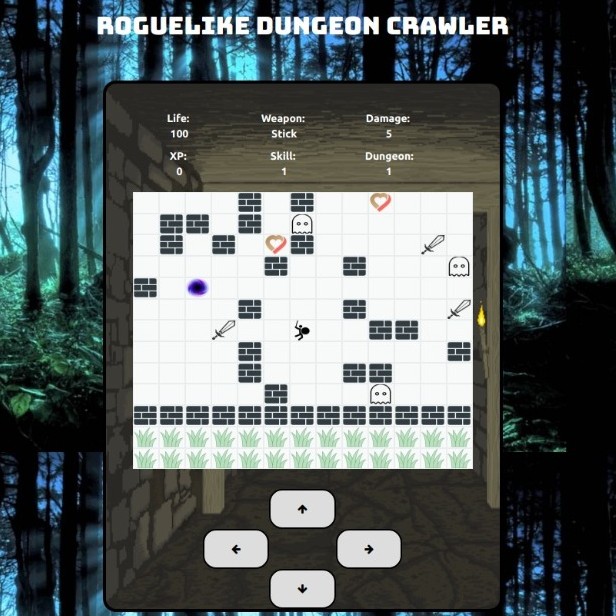 ROGUELIKE DUNGEON CRAWLER
Life: Weapon: Damage:
100 Stick 5
XP: Skill: Dungeon:
0 1 1